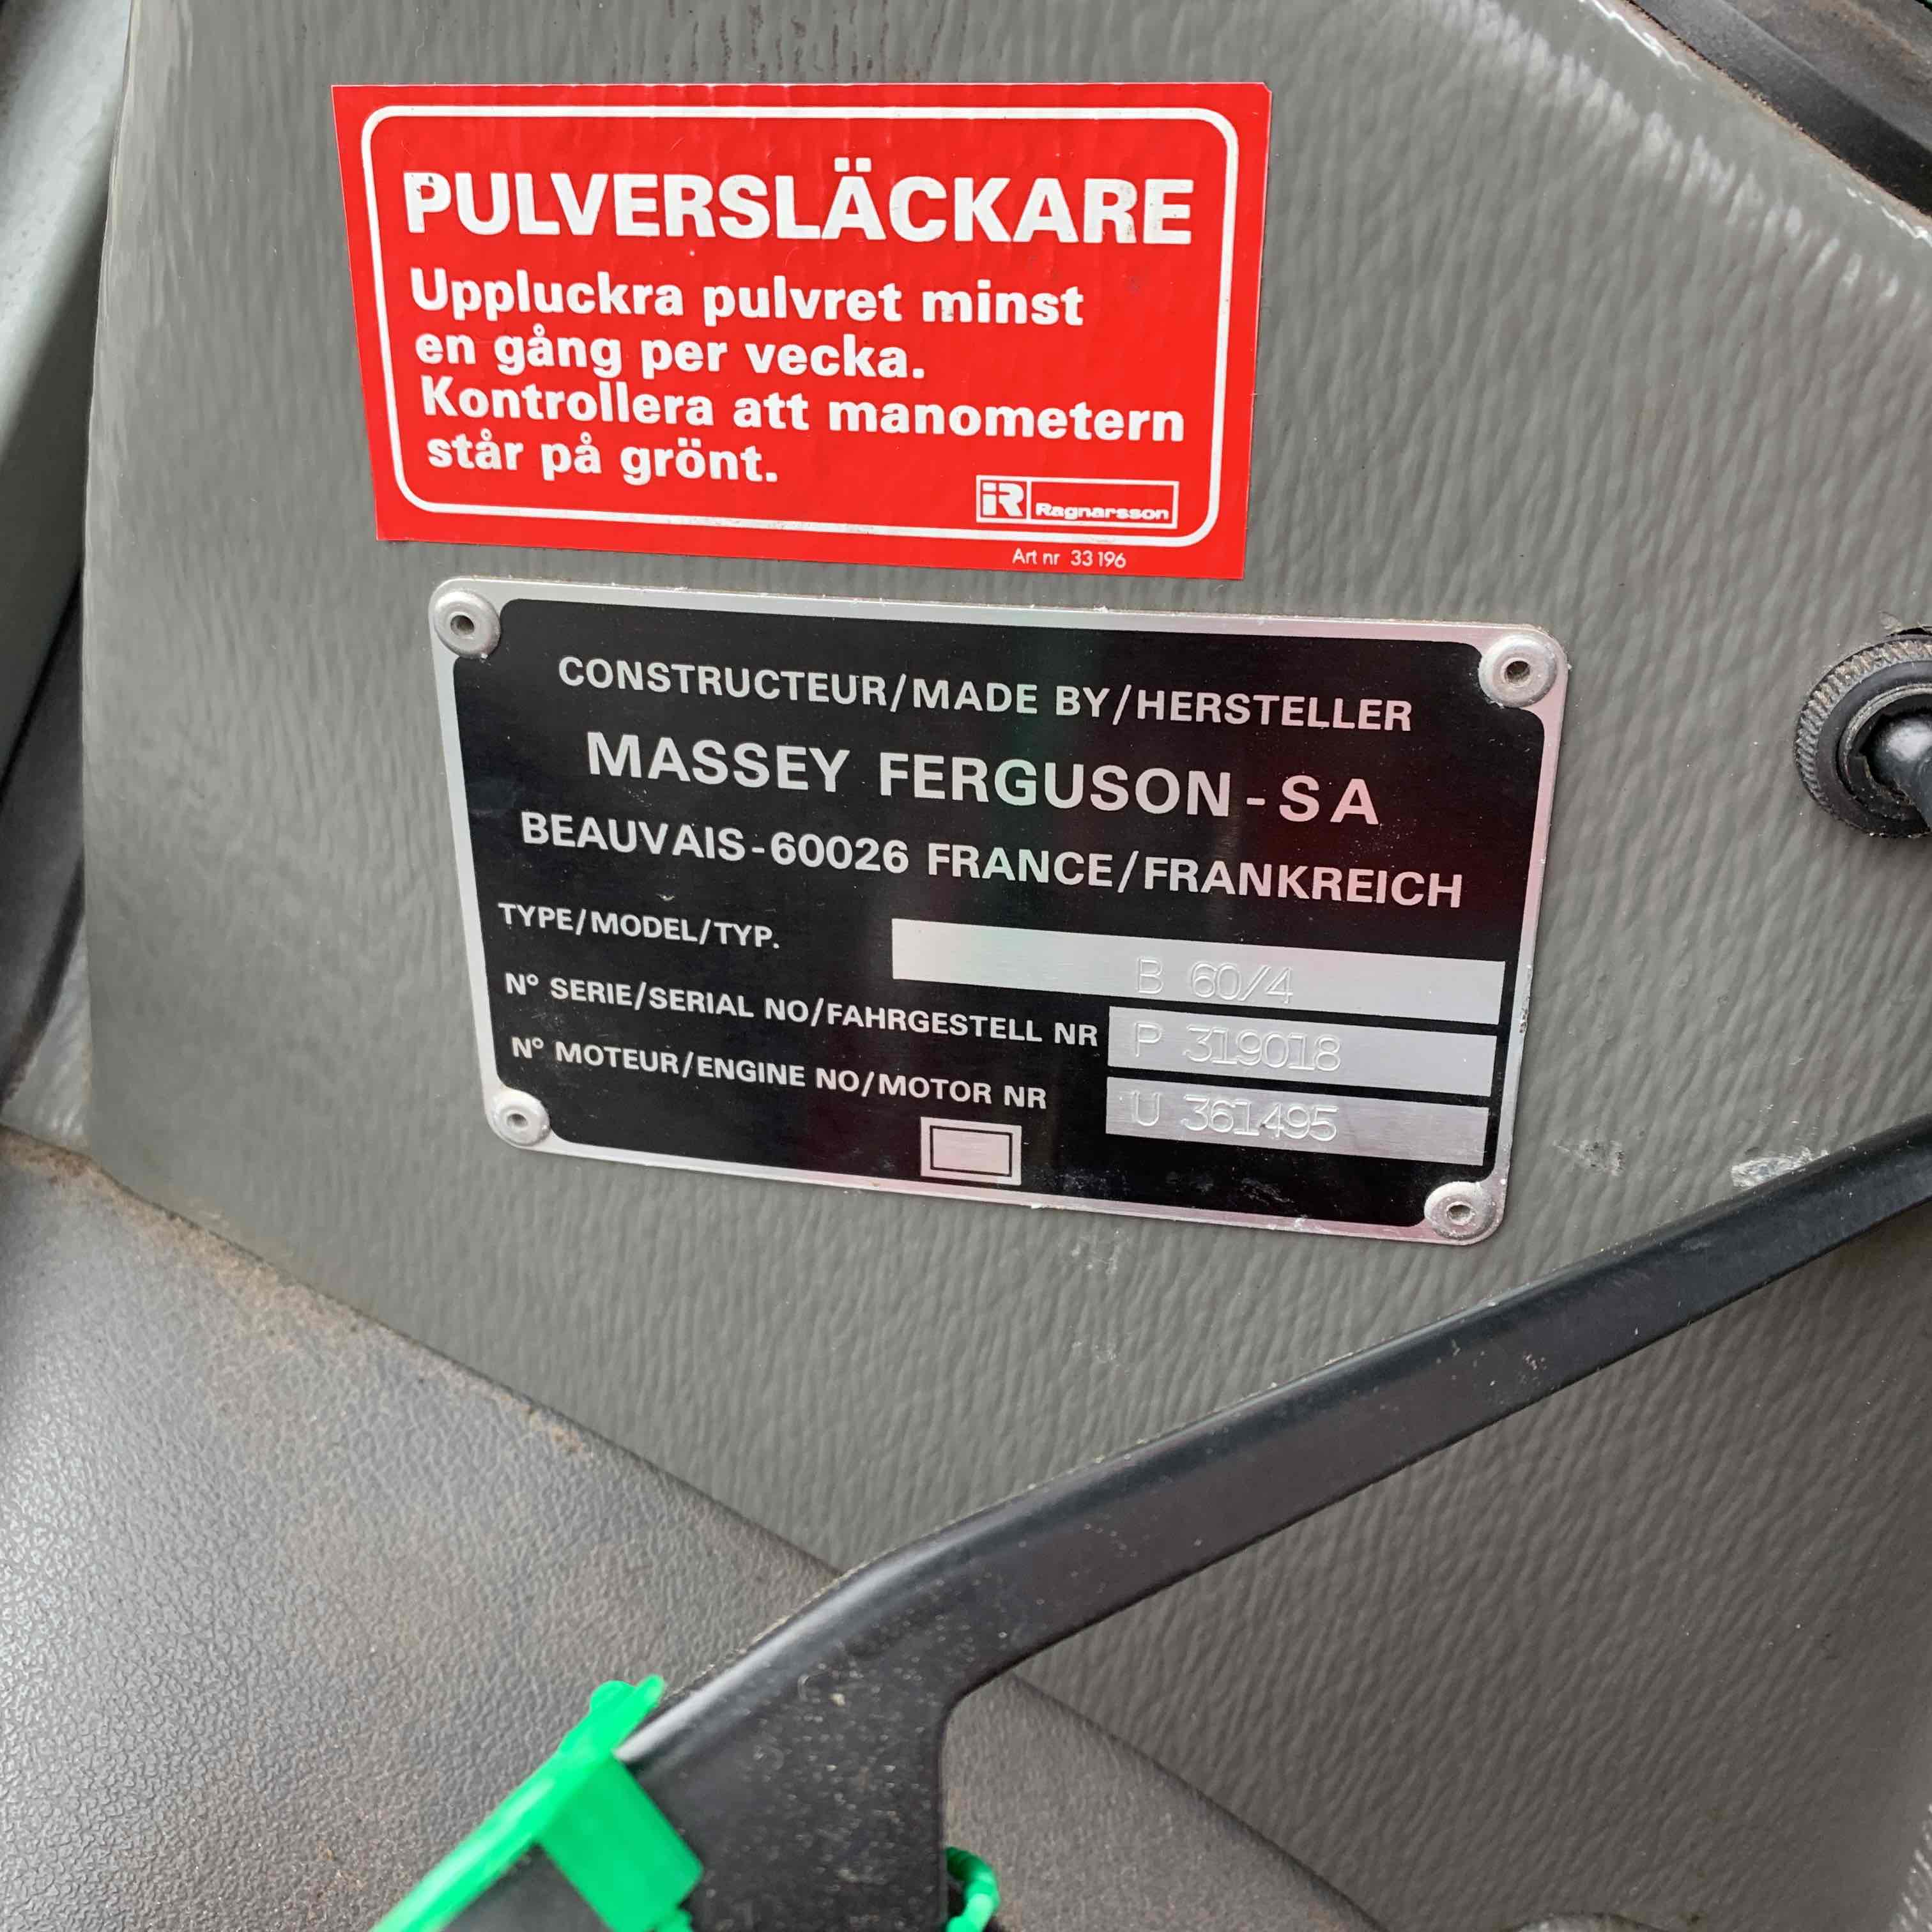 PULVERSLÄCKARE
Uppluckra pulvret minst
en gång per vecka.
Kontrollera att manometern
står på grönt.
iR Ragnarsson
Art nr 33 196
CONSTRUCTEUR/MADE BY/HERSTELLER
MASSEY FERGUSON - SA
BEAUVAIS-60026 FRANCE/FRANKREICH
TYPE/MODEL/TYP. B 60/4
N° SERIE/SERIAL NO/FAHRGESTELL NR P 319018
N° MOTEUR/ENGINE NO/MOTOR NR U 361495